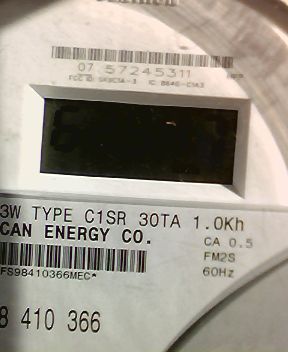 07 57245311
3W TYPE C1SR 30TA 1.0Kh
CAN ENERGY CO.
CA 0.5
FM2S
FS98410366MEC*
60Hz
8 410 366